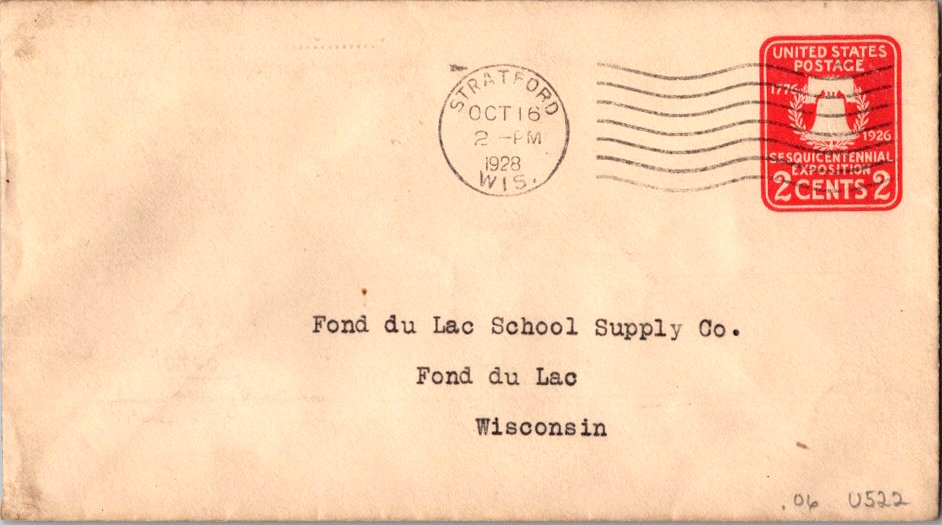 STRATFORD
OCT 16
2 -PM
1928
WIS.
UNITED STATES
POSTAGE
1776
1926
SESQUICENTENNIAL
EXPOSITION
2 CENTS 2
Fond du Lac School Supply Co.
Fond du Lac
Wisconsin
.06 U522